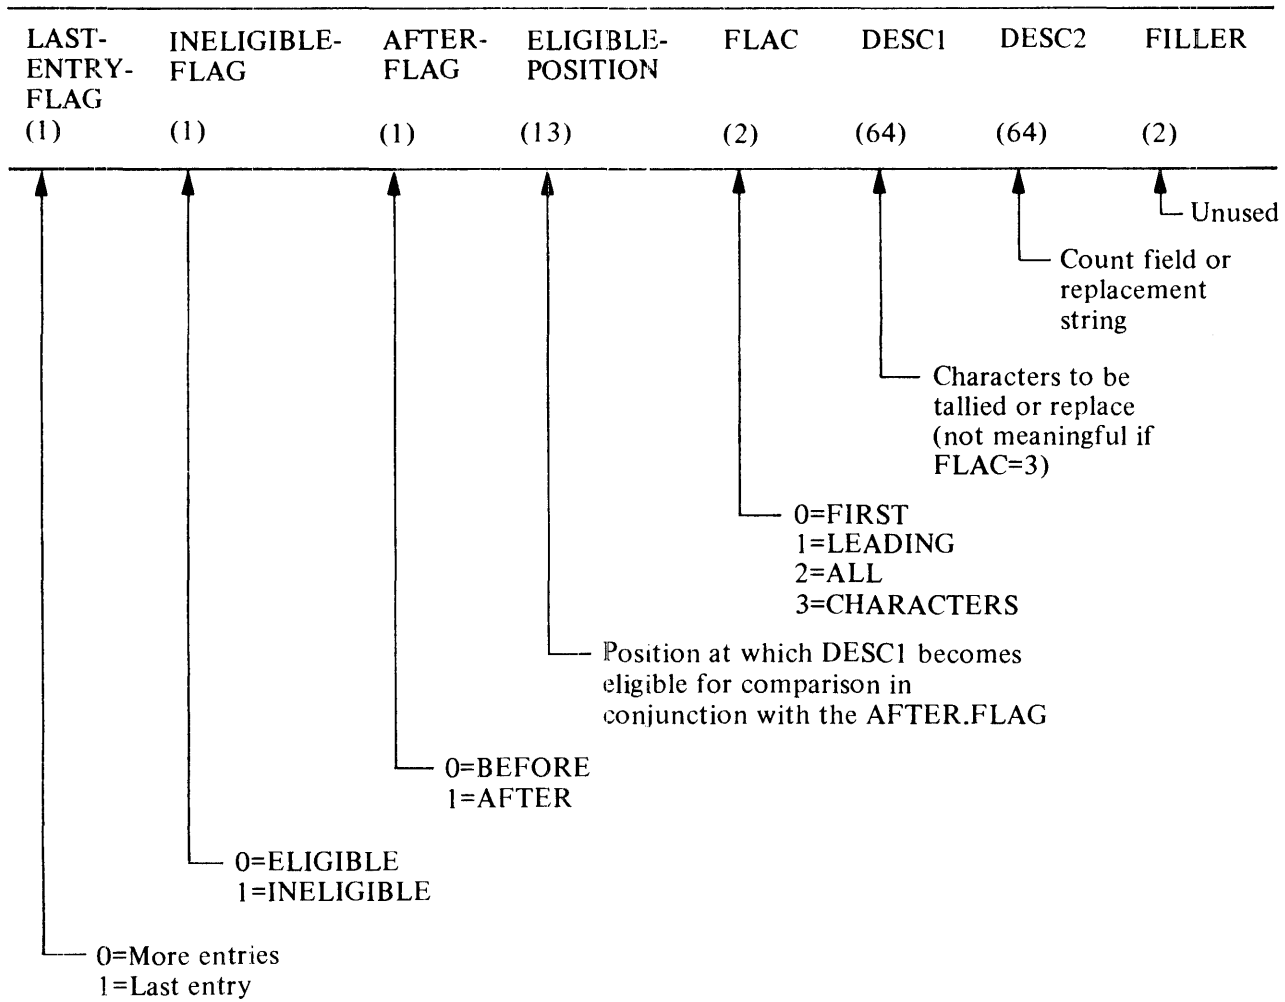 LAST-
ENTRY-
FLAG
(1)
INELIGIBLE-
FLAG
(1)
AFTER-
FLAG
(1)
ELIGIBLE-
POSITION
(13)
FLAC
(2)
DESC1
(64)
DESC2
(64)
FILLER
(2)
Unused
Count field or
replacement
string
Characters to be
tallied or replace
(not meaningful if
FLAC=3)
0=FIRST
1=LEADING
2=ALL
3=CHARACTERS
Position at which DESC1 becomes
eligible for comparison in
conjunction with the AFTER.FLAG
0=BEFORE
1=AFTER
0=ELIGIBLE
1=INELIGIBLE
0=More entries
1=Last entry